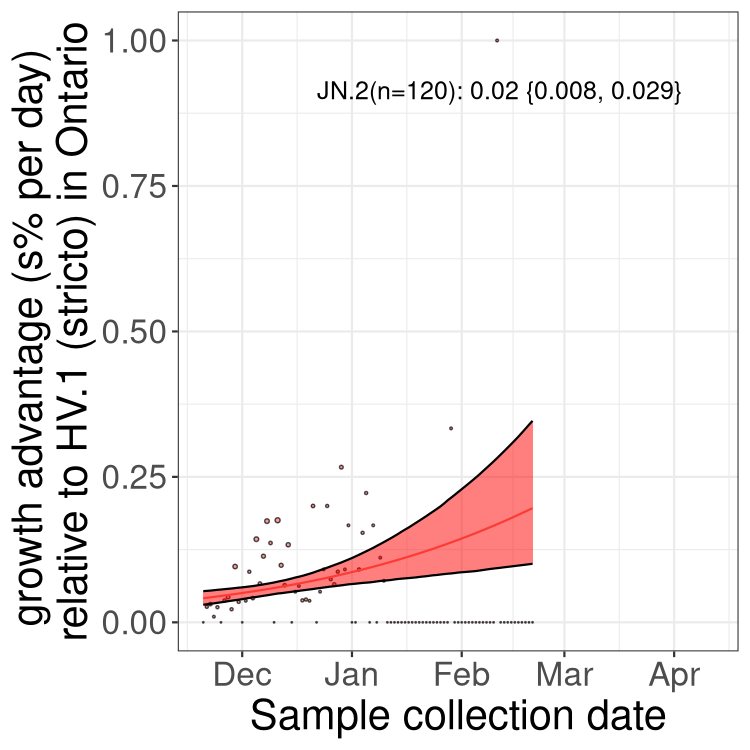 growth advantage (s% per day)
relative to HV.1 (stricto) in Ontario
1.00
JN.2(n=120): 0.02 {0.008, 0.029}
0.75
0.50
0.25
0.00
Dec Jan Feb Mar Apr
Sample collection date